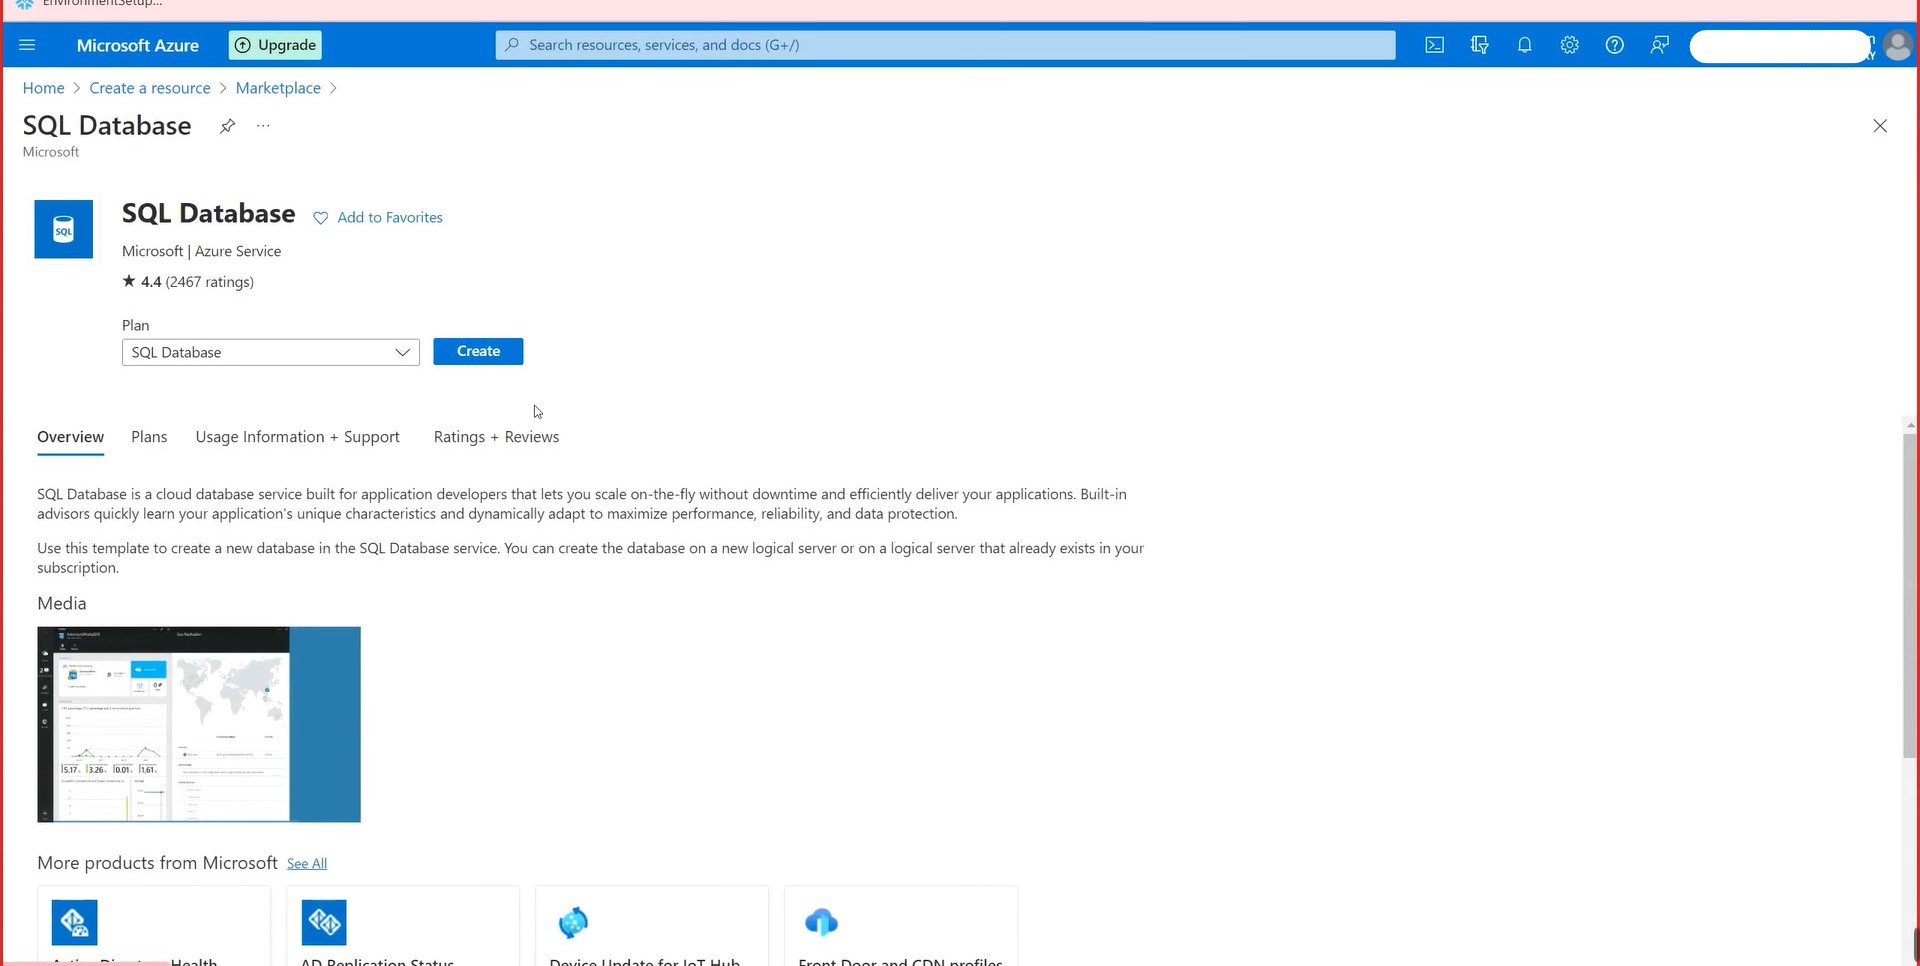 EnvironmentSetup...
Microsoft Azure
Upgrade
Search resources, services, and docs (G+/)
Home > Create a resource > Marketplace >
SQL Database
...
Microsoft
SQL
SQL Database
Add to Favorites
Microsoft | Azure Service
★ 4.4 (2467 ratings)
Plan
SQL Database
Create
Overview
Plans
Usage Information + Support
Ratings + Reviews
SQL Database is a cloud database service built for application developers that lets you scale on-the-fly without downtime and efficiently deliver your applications. Built-in
advisors quickly learn your application's unique characteristics and dynamically adapt to maximize performance, reliability, and data protection.
Use this template to create a new database in the SQL Database service. You can create the database on a new logical server or on a logical server that already exists in your
subscription.
Media
5.17 3.26 0.01 1.61
More products from Microsoft See All
Health
AD Replication Status
Device Update for IoT Hub
Front Door and CDN profiles